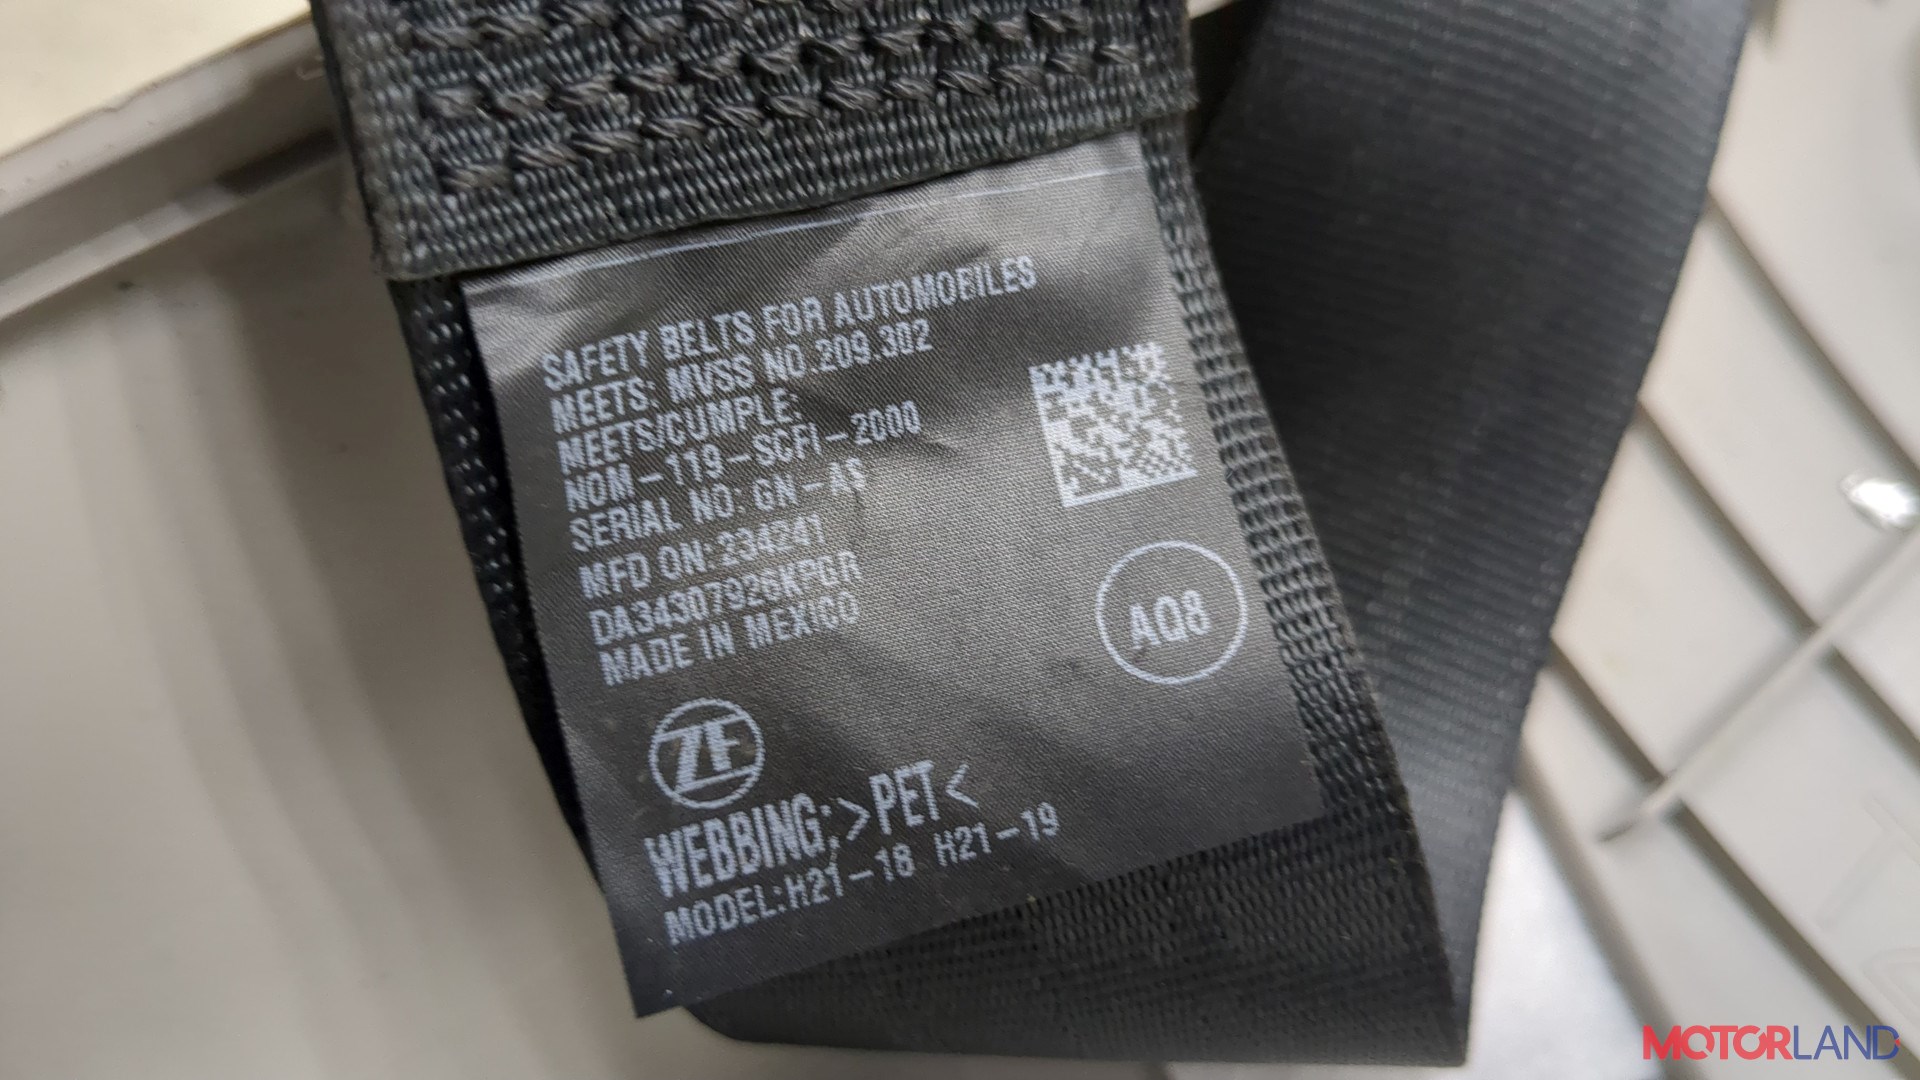 SAFETY BELTS FOR AUTOMOBILES
MEETS: MVSS NO.209.302
MEETS/CUMPLE:
NOM-119-SCFI-2000
SERIAL NO: GN-AS
MFD ON: 234241
DA34307926KPGR
MADE IN MEXICO
AQ8
ZF
WEBBING:>PET<
MODEL:H21-18 H21-19
MOTORLAND